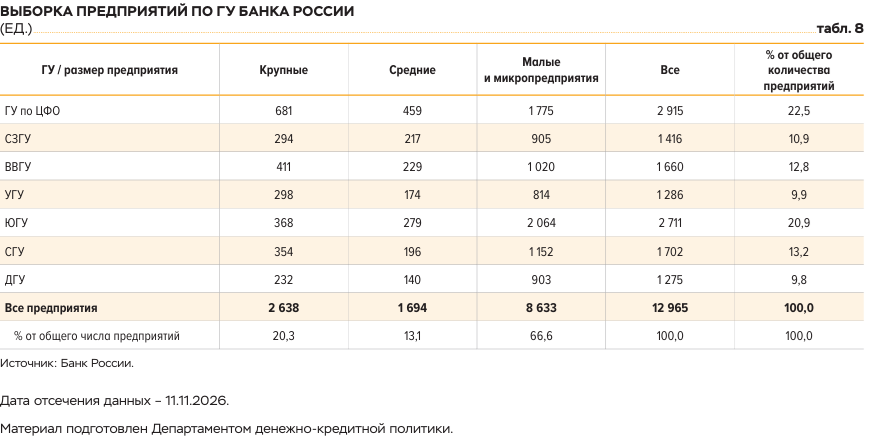 ВЫБОРКА ПРЕДПРИЯТИЙ ПО ГУ БАНКА РОССИИ
(ЕД.) табл. 8
ГУ / размер предприятия Крупные Средние Малые и микропредприятия Все % от общего количества предприятий
ГУ по ЦФО 681 459 1 775 2 915 22,5
СЗГУ 294 217 905 1 416 10,9
ВВГУ 411 229 1 020 1 660 12,8
УГУ 298 174 814 1 286 9,9
ЮГУ 368 279 2 064 2 711 20,9
СГУ 354 196 1 152 1 702 13,2
ДГУ 232 140 903 1 275 9,8
Все предприятия 2 638 1 694 8 633 12 965 100,0
% от общего числа предприятий 20,3 13,1 66,6 100,0 100,0
Источник: Банк России.
Дата отсечения данных – 11.11.2026.
Материал подготовлен Департаментом денежно-кредитной политики.